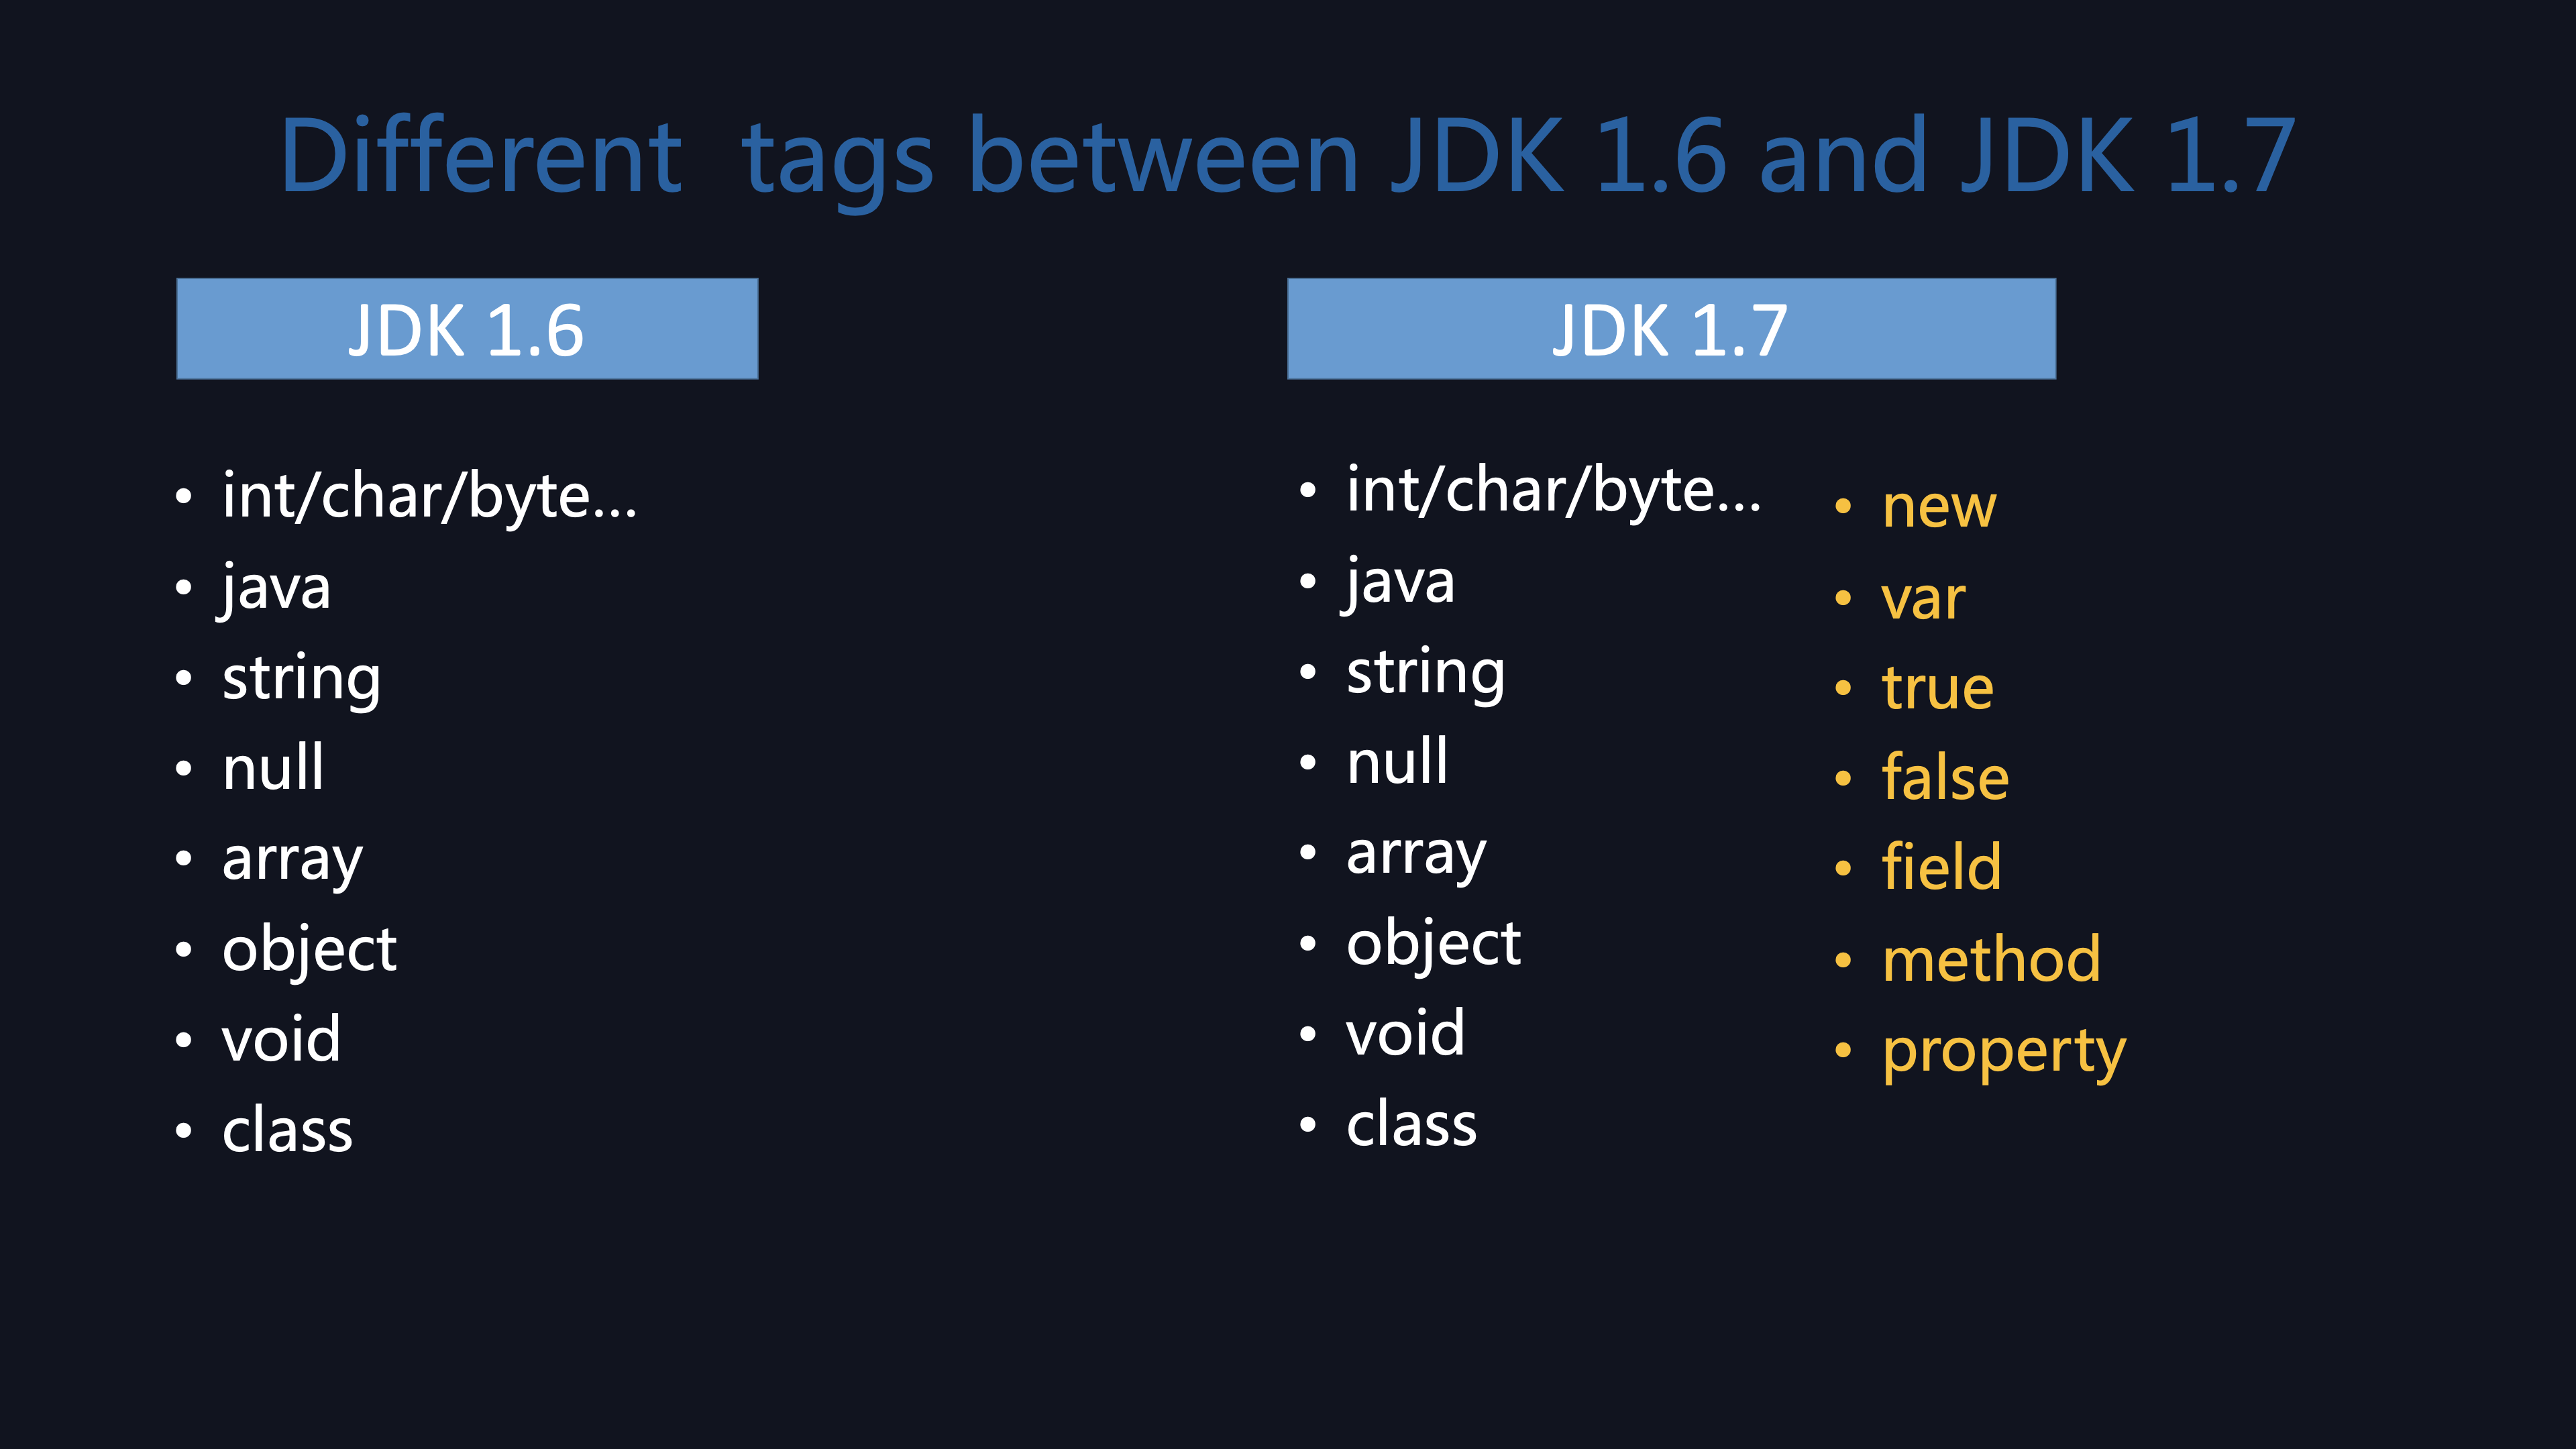 Different  tags between JDK 1.6 and JDK 1.7
JDK 1.6
• int/char/byte...
• java
• string
• null
• array
• object
• void
• class
JDK 1.7
• int/char/byte...
• java
• string
• null
• array
• object
• void
• class
• new
• var
• true
• false
• field
• method
• property